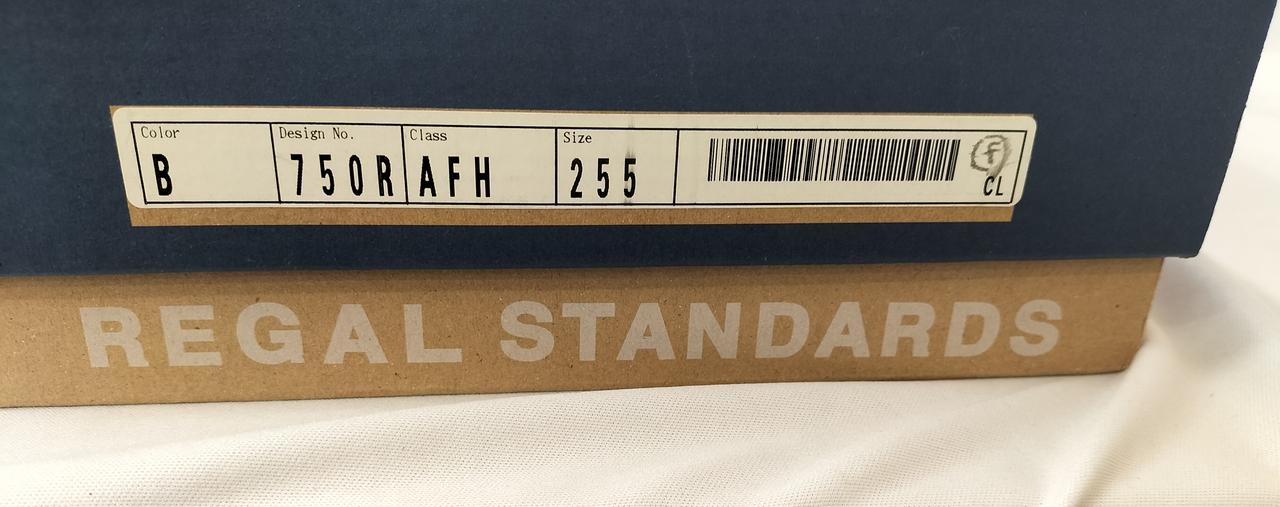 Color Design No. Class Size
B 750R AFH 255
f
CL
REGAL STANDARDS